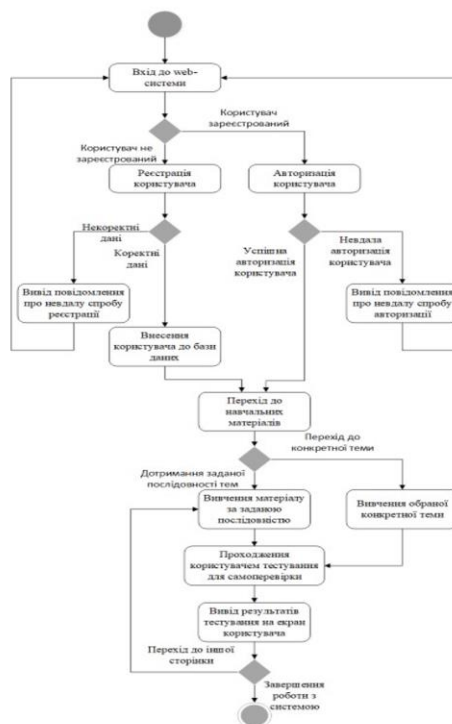 Вхід до web-
системи
Користувач
зареєстрований
Користувач не
зареєстрований
Реєстрація
користувача
Авторизація
користувача
Некоректні
дані
Коректні
дані
Успішна
авторизація
користувача
Невдала
авторизація
користувача
Вивід повідомлення
про невдалу спробу
реєстрації
Вивід повідомлення
про невдалу спробу
авторизації
Внесення
користувача до бази
даних
Перехід до
навчальних
матеріалів
Перехід до
конкретної теми
Дотримання заданої
послідовності тем
Вивчення матеріалу
за заданою
послідовністю
Вивчення обраної
конкретної теми
Проходження
користувачем тестування
для самоперевірки
Вивід результатів
тестування на екран
користувача
Перехід до іншої
сторінки
Завершення
роботи з
системою